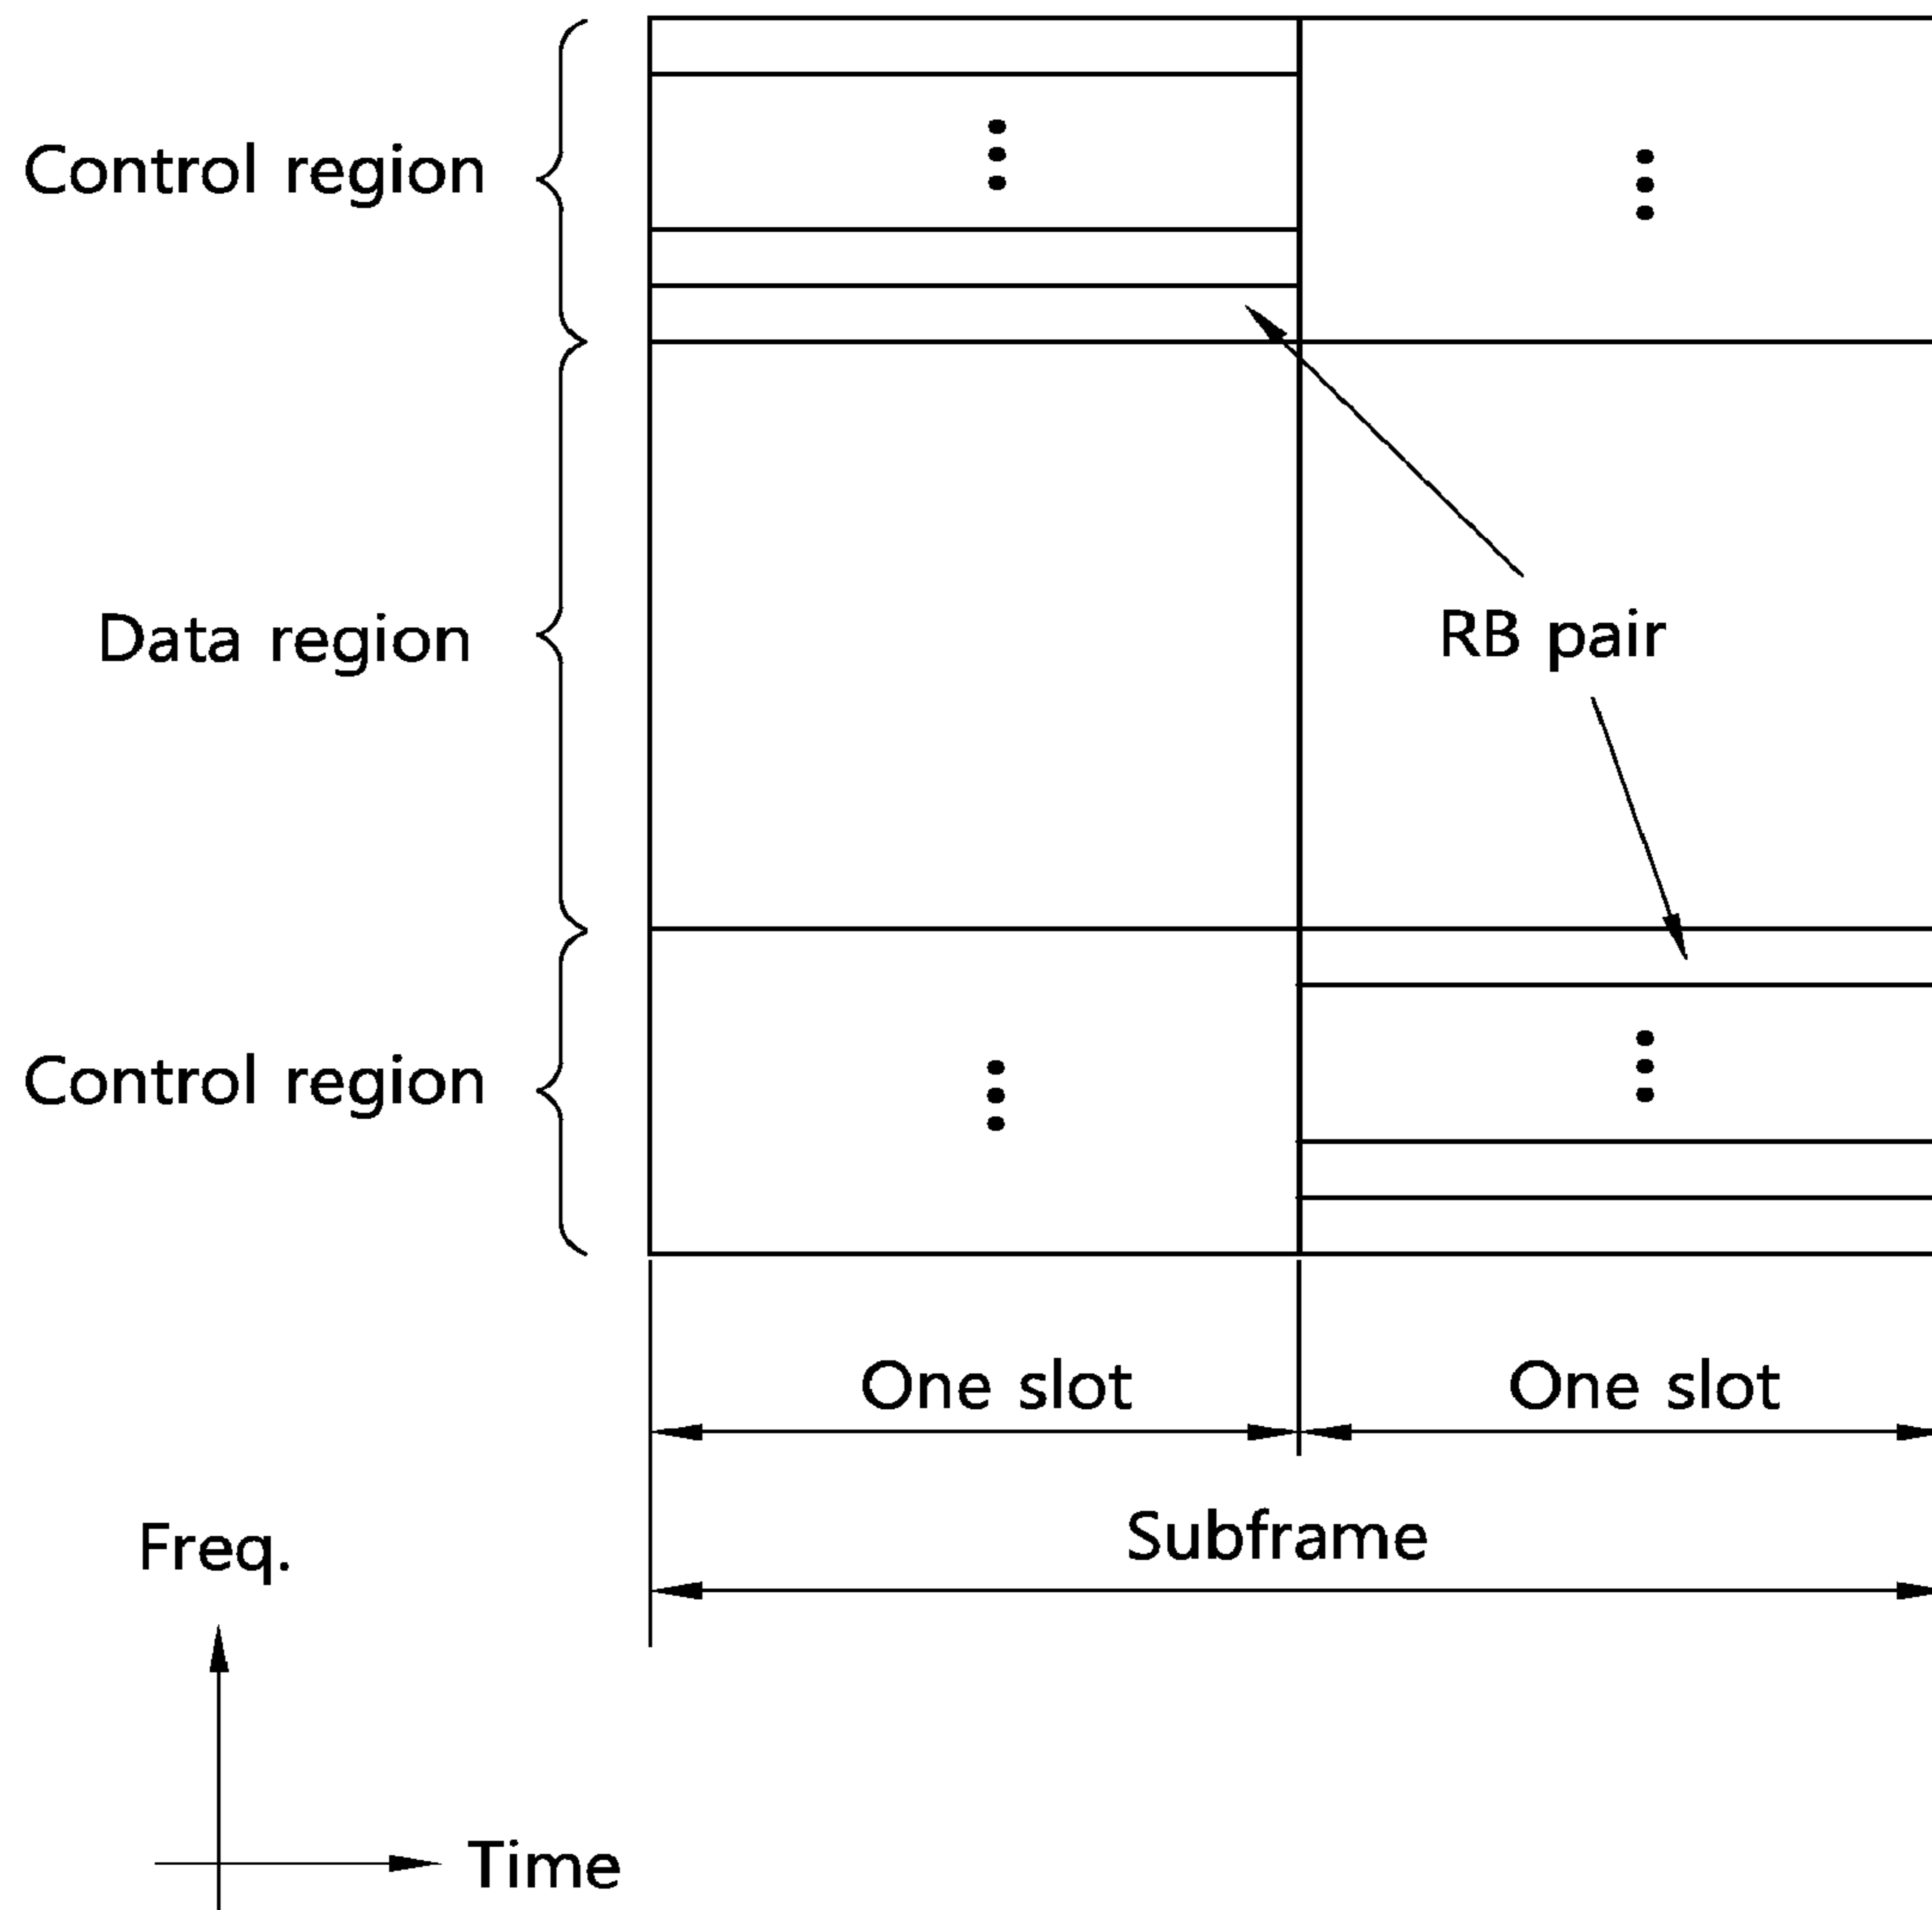 Control region
Data region
RB pair
Control region
One slot
One slot
Subframe
Freq.
Time